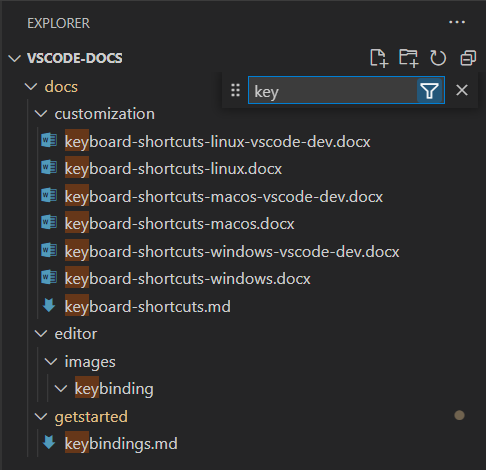 EXPLORER
VSCODE-DOCS
docs
key
customization
keyboard-shortcuts-linux-vscode-dev.docx
keyboard-shortcuts-linux.docx
keyboard-shortcuts-macos-vscode-dev.docx
keyboard-shortcuts-macos.docx
keyboard-shortcuts-windows-vscode-dev.docx
keyboard-shortcuts-windows.docx
keyboard-shortcuts.md
editor
images
keybinding
getstarted
keybindings.md